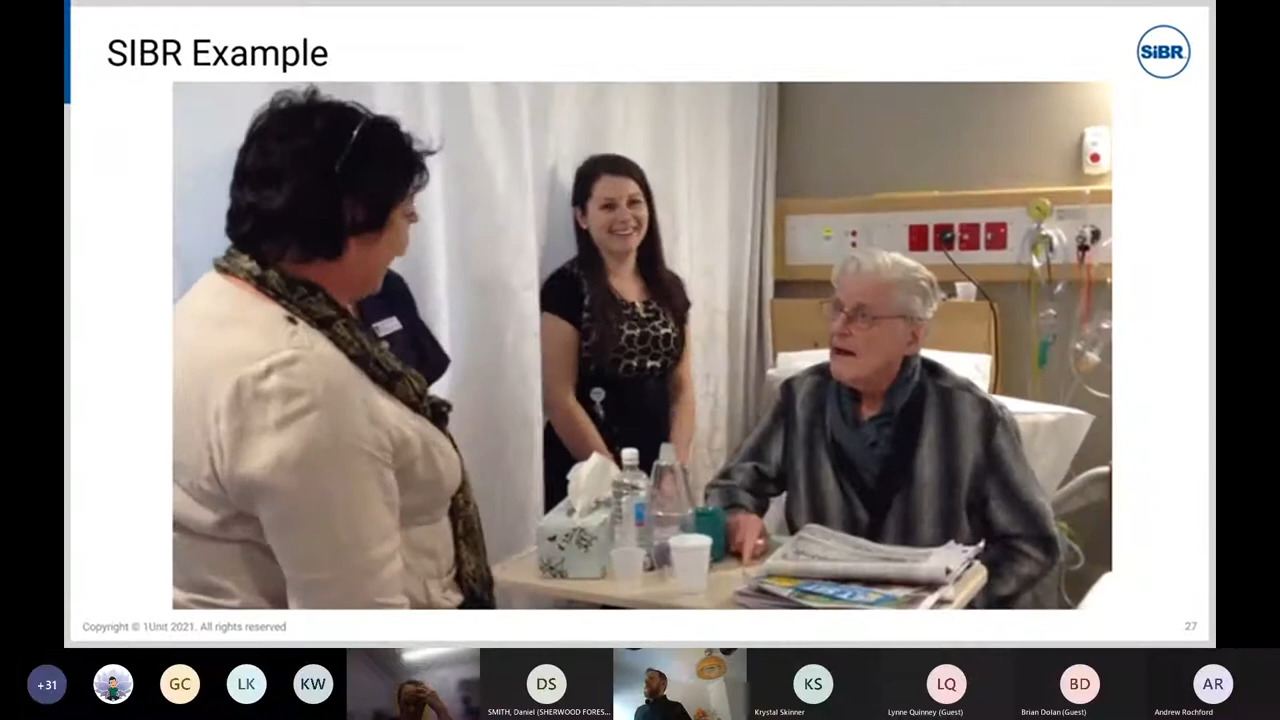 SIBR Example
SiBR
Copyright © 1Unit 2021. All rights reserved
27
+31
GC
LK
KW
DS
SMITH, Daniel (SHERWOOD FORES...
KS
Krystal Skinner
LQ
Lynne Quinney (Guest)
BD
Brian Dolan (Guest)
AR
Andrew Rochford